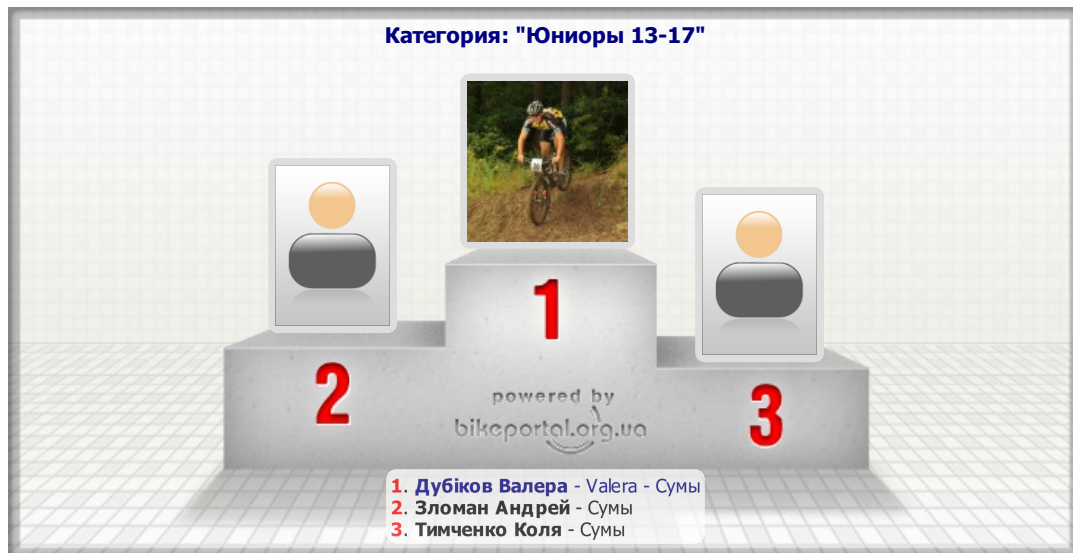 Категория: "Юниоры 13-17"
1
2
3
powered by
bikeportal.org.ua
1. Дубіков Валера - Valera - Сумы
2. Зломан Андрей - Сумы
3. Тимченко Коля - Сумы